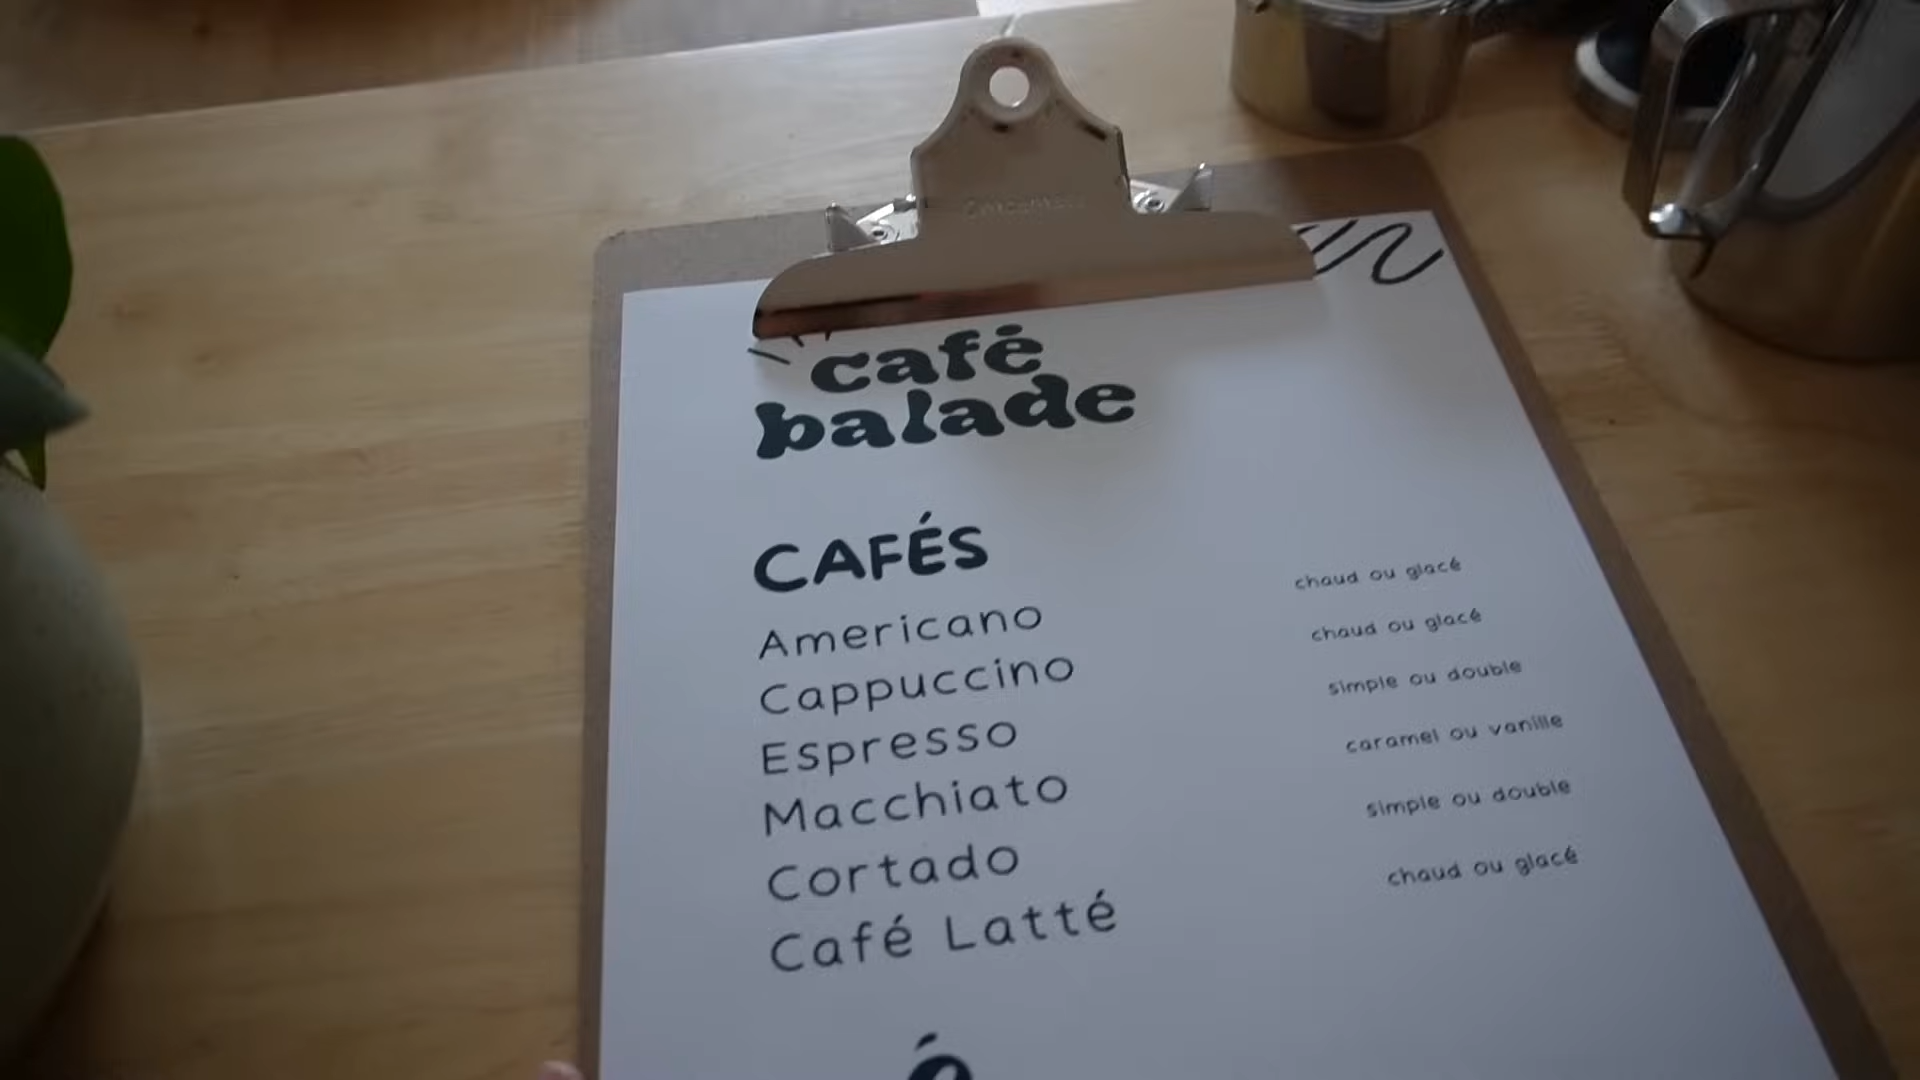 café
balade
CAFÉS
Americano chaud ou glacé
Cappuccino chaud ou glacé
Espresso simple ou double
Macchiato caramel ou vanille
Cortado simple ou double
Café Latté chaud ou glacé